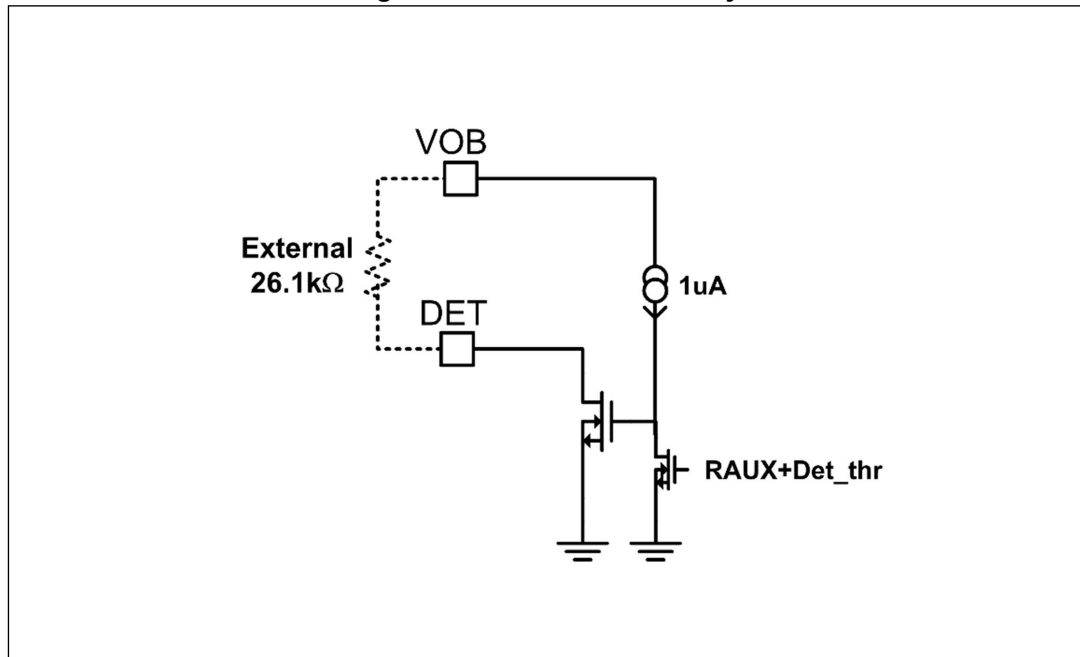 VOB
External
26.1kΩ
1uA
DET
RAUX+Det_thr